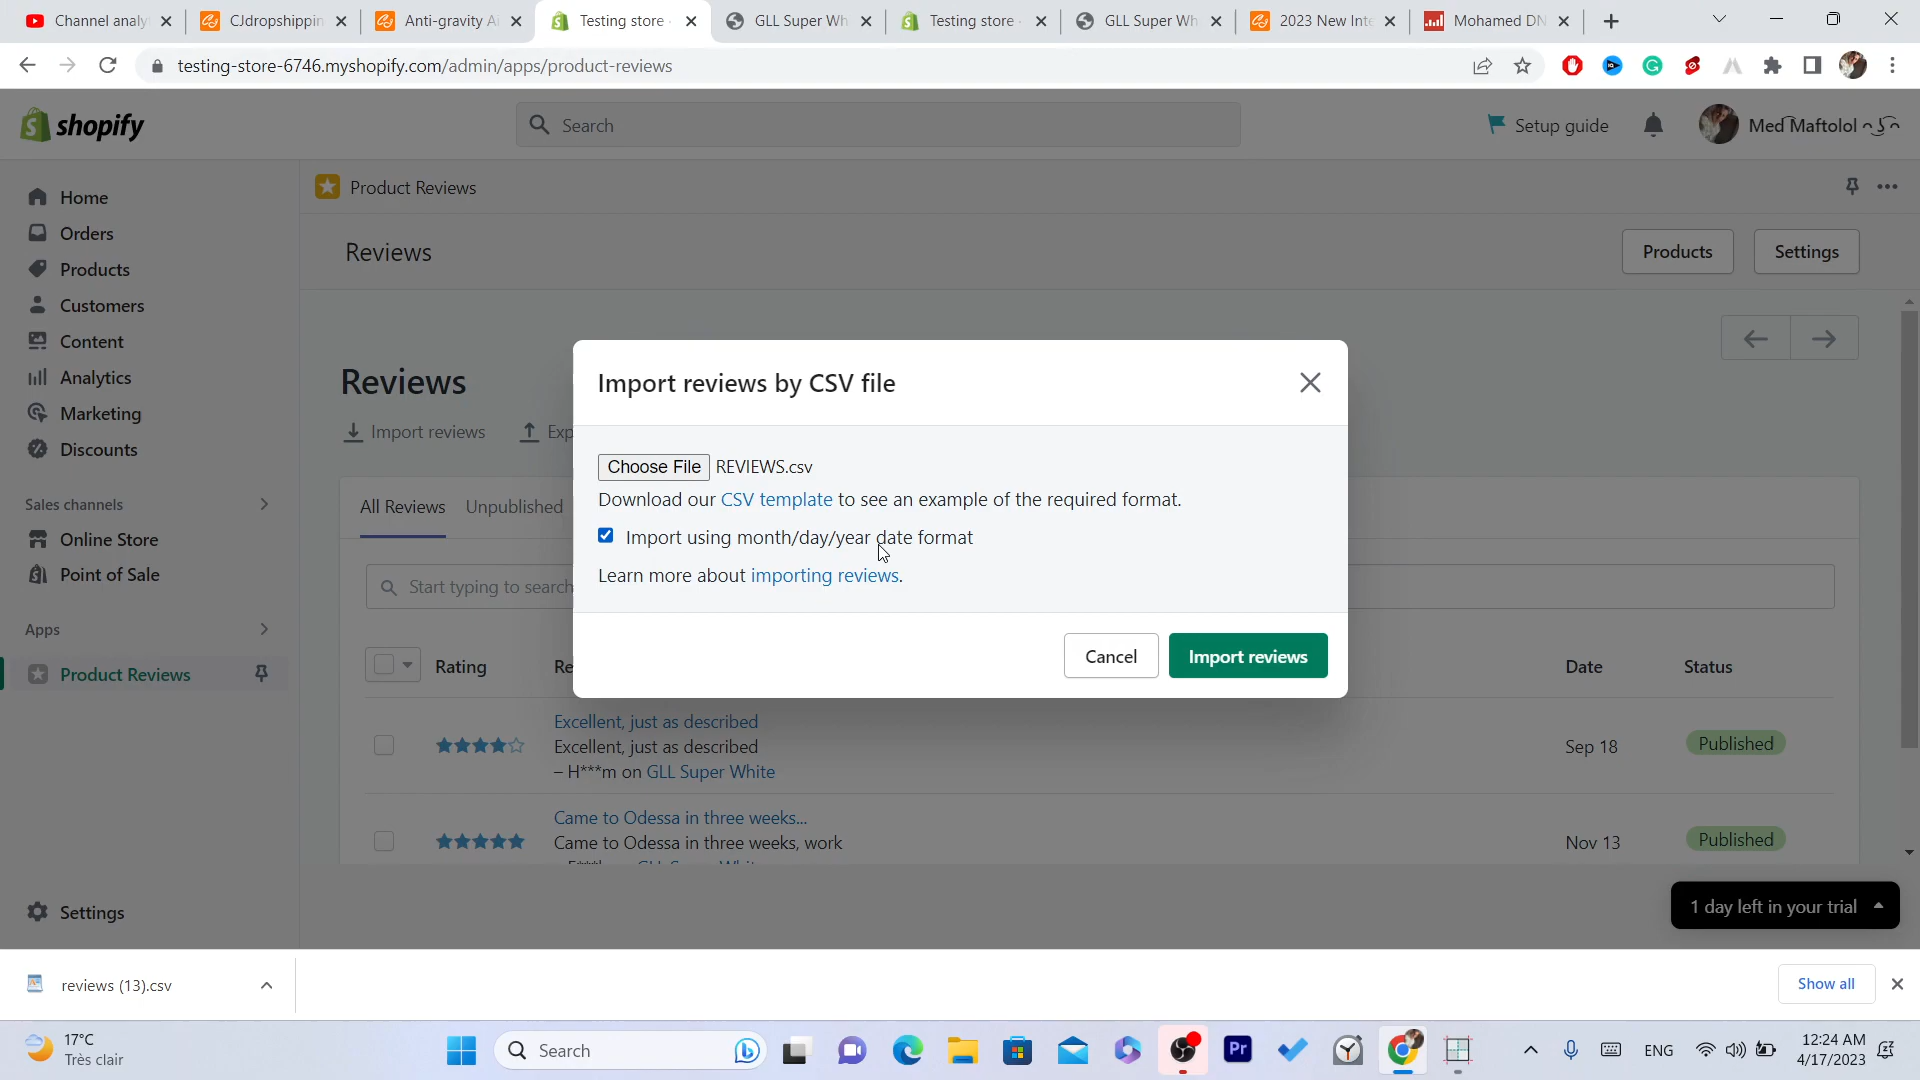 Channel analy
CJdropshippin
Anti-gravity Ai
Testing store
GLL Super Wh
Testing store
GLL Super Wh
2023 New Inte
Mohamed DN
testing-store-6746.myshopify.com/admin/apps/product-reviews
shopify
Search
Setup guide
Home
Orders
Products
Customers
Content
Analytics
Marketing
Discounts
Sales channels
Online Store
Point of Sale
Apps
Product Reviews
Settings
Product Reviews
Reviews
Products
Settings
Reviews
Import reviews
Exp
All Reviews
Unpublished
Start typing to search
Rating
Re
Date
Status
Excellent, just as described
Excellent, just as described
– H***m on GLL Super White
Sep 18
Published
Came to Odessa in three weeks...
Came to Odessa in three weeks, work
Nov 13
Published
Import reviews by CSV file
Choose File REVIEWS.csv
Download our CSV template to see an example of the required format.
Import using month/day/year date format
Learn more about importing reviews.
Cancel
Import reviews
1 day left in your trial
reviews (13).csv
Show all
17°C
Très clair
Search
Pr
ENG
12:24 AM
4/17/2023